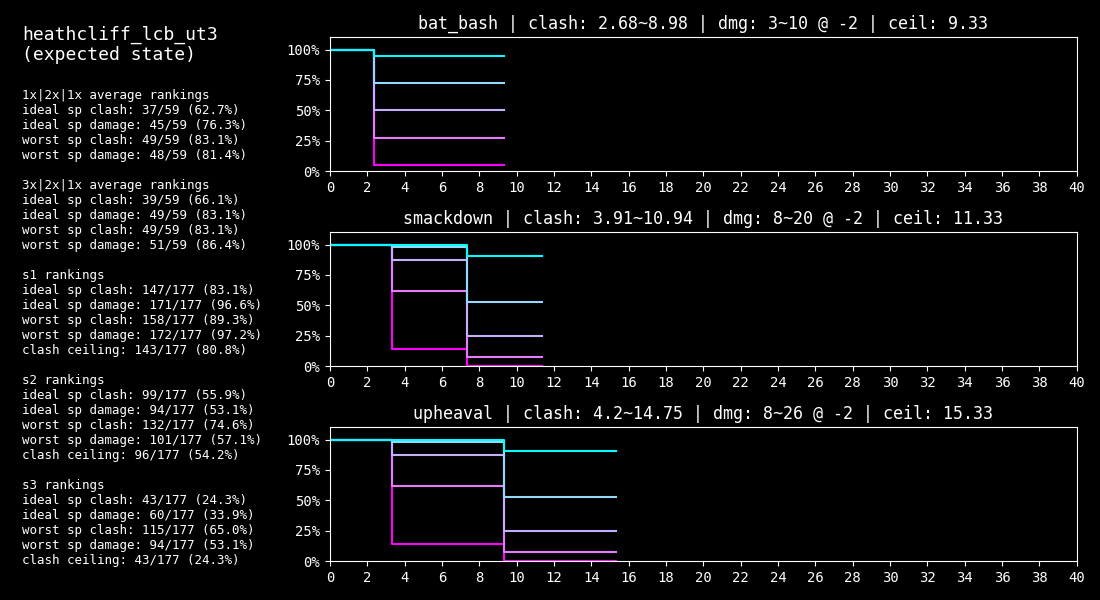 heathcliff_lcb_ut3
(expected state)
1x|2x|1x average rankings
ideal sp clash: 37/59 (62.7%)
ideal sp damage: 45/59 (76.3%)
worst sp clash: 49/59 (83.1%)
worst sp damage: 48/59 (81.4%)
3x|2x|1x average rankings
ideal sp clash: 39/59 (66.1%)
ideal sp damage: 49/59 (83.1%)
worst sp clash: 49/59 (83.1%)
worst sp damage: 51/59 (86.4%)
s1 rankings
ideal sp clash: 147/177 (83.1%)
ideal sp damage: 171/177 (96.6%)
worst sp clash: 158/177 (89.3%)
worst sp damage: 172/177 (97.2%)
clash ceiling: 143/177 (80.8%)
s2 rankings
ideal sp clash: 99/177 (55.9%)
ideal sp damage: 94/177 (53.1%)
worst sp clash: 132/177 (74.6%)
worst sp damage: 101/177 (57.1%)
clash ceiling: 96/177 (54.2%)
s3 rankings
ideal sp clash: 43/177 (24.3%)
ideal sp damage: 60/177 (33.9%)
worst sp clash: 115/177 (65.0%)
worst sp damage: 94/177 (53.1%)
clash ceiling: 43/177 (24.3%)
bat_bash | clash: 2.68~8.98 | dmg: 3~10 @ -2 | ceil: 9.33
100%
75%
50%
25%
0%
0 2 4 6 8 10 12 14 16 18 20 22 24 26 28 30 32 34 36 38 40
smackdown | clash: 3.91~10.94 | dmg: 8~20 @ -2 | ceil: 11.33
100%
75%
50%
25%
0%
0 2 4 6 8 10 12 14 16 18 20 22 24 26 28 30 32 34 36 38 40
upheaval | clash: 4.2~14.75 | dmg: 8~26 @ -2 | ceil: 15.33
100%
75%
50%
25%
0%
0 2 4 6 8 10 12 14 16 18 20 22 24 26 28 30 32 34 36 38 40